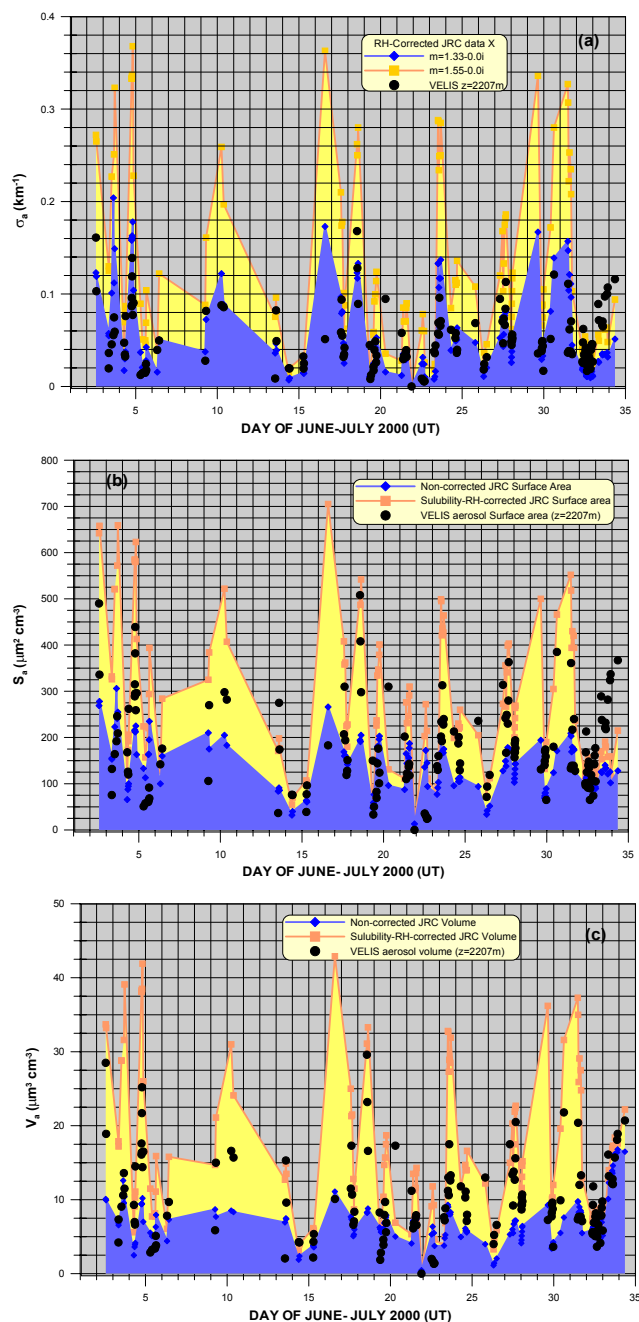 (a)
RH-Corrected JRC data X
m=1.33-0.0i
m=1.55-0.0i
VELIS z=2207m
0.4
0.3
0.2
0.1
0
σa (km-1)
5 10 15 20 25 30 35
DAY OF JUNE-JULY 2000 (UT)
(b)
Non-corrected JRC Surface Area
Sulubility-RH-corrected JRC Surface area
VELIS aerosol Surface area (z=2207m)
800
700
600
500
400
300
200
100
0
Sa (μm2 cm-3)
5 10 15 20 25 30 35
DAY OF JUNE- JULY 2000 (UT)
(c)
Non-corrected JRC Volume
Sulubility-RH-corrected JRC Volume
VELIS aerosol volume (z=2207m)
50
40
30
20
10
0
Va (μm3 cm-3)
5 10 15 20 25 30 35
DAY OF JUNE- JULY 2000 (UT)